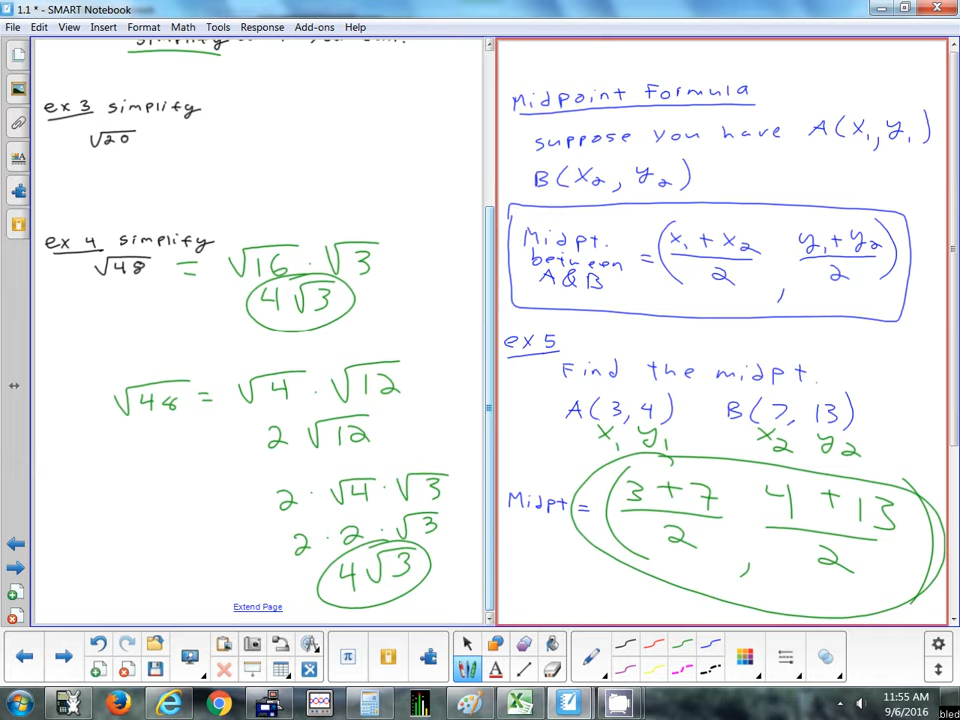 1.1 * - SMART Notebook
File Edit View Insert Format Math Tools Response Add-ons Help
simplify
ex 3 simplify
√20
ex 4 simplify
√48 = √16 · √3
4√3
√48 = √4 · √12
2 √12
2 · √4 · √3
2 · 2 · √3
4√3
Extend Page
Midpoint Formula
suppose you have A(x₁, y₁)
B(x₂, y₂)
Midpt. between A & B = ( (x₁ + x₂)/2 , (y₁ + y₂)/2 )
ex 5
Find the midpt.
A(3, 4) B(7, 13)
x₁ y₁ x₂ y₂
Midpt = ( (3 + 7)/2 , (4 + 13)/2 )
11:55 AM
9/6/2016
bled